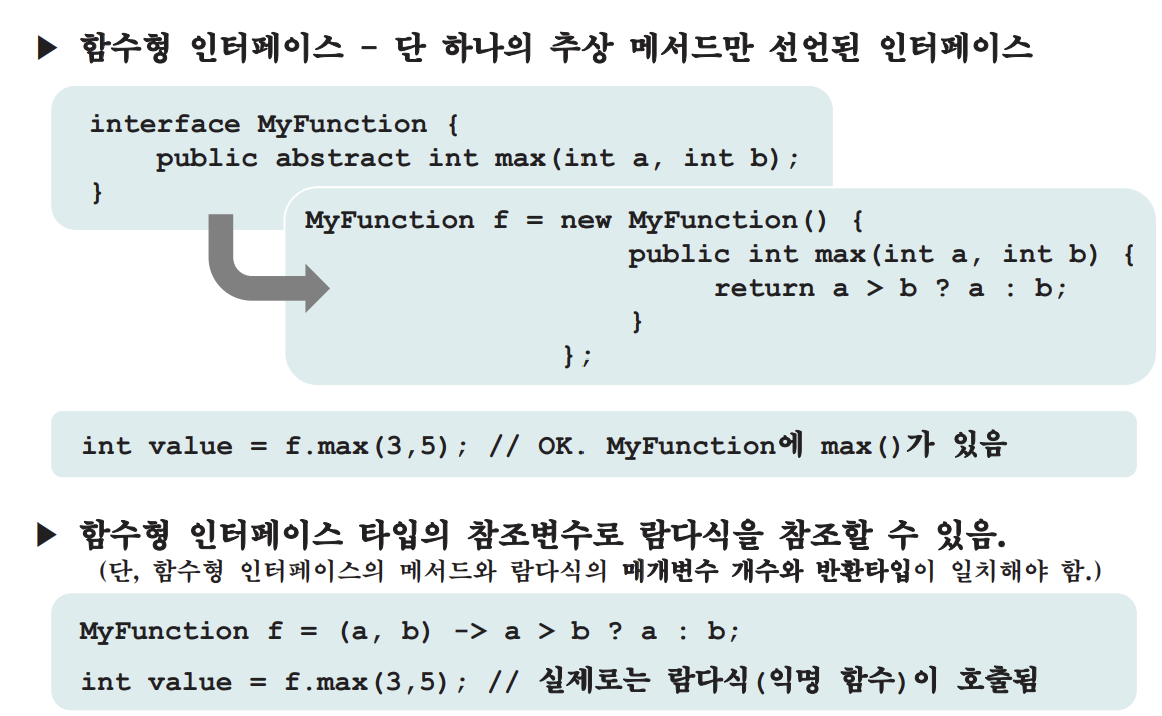 ▶ 함수형 인터페이스 - 단 하나의 추상 메서드만 선언된 인터페이스
interface MyFunction {
public abstract int max(int a, int b);
}
MyFunction f = new MyFunction() {
public int max(int a, int b) {
return a > b ? a : b;
}
};
int value = f.max(3,5); // OK. MyFunction에 max()가 있음
▶ 함수형 인터페이스 타입의 참조변수로 람다식을 참조할 수 있음.
(단, 함수형 인터페이스의 메서드와 람다식의 매개변수 개수와 반환타입이 일치해야 함.)
MyFunction f = (a, b) -> a > b ? a : b;
int value = f.max(3,5); // 실제로는 람다식(익명 함수)이 호출됨